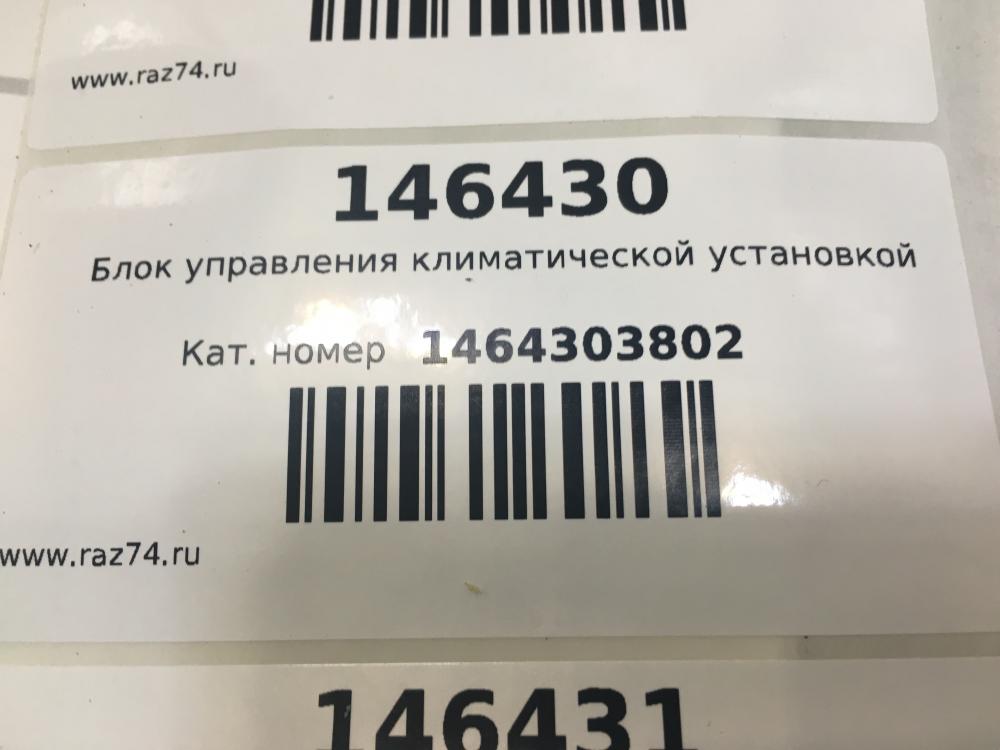 www.raz74.ru
146430
Блок управления климатической установкой
Кат. номер 1464303802
www.raz74.ru
146431